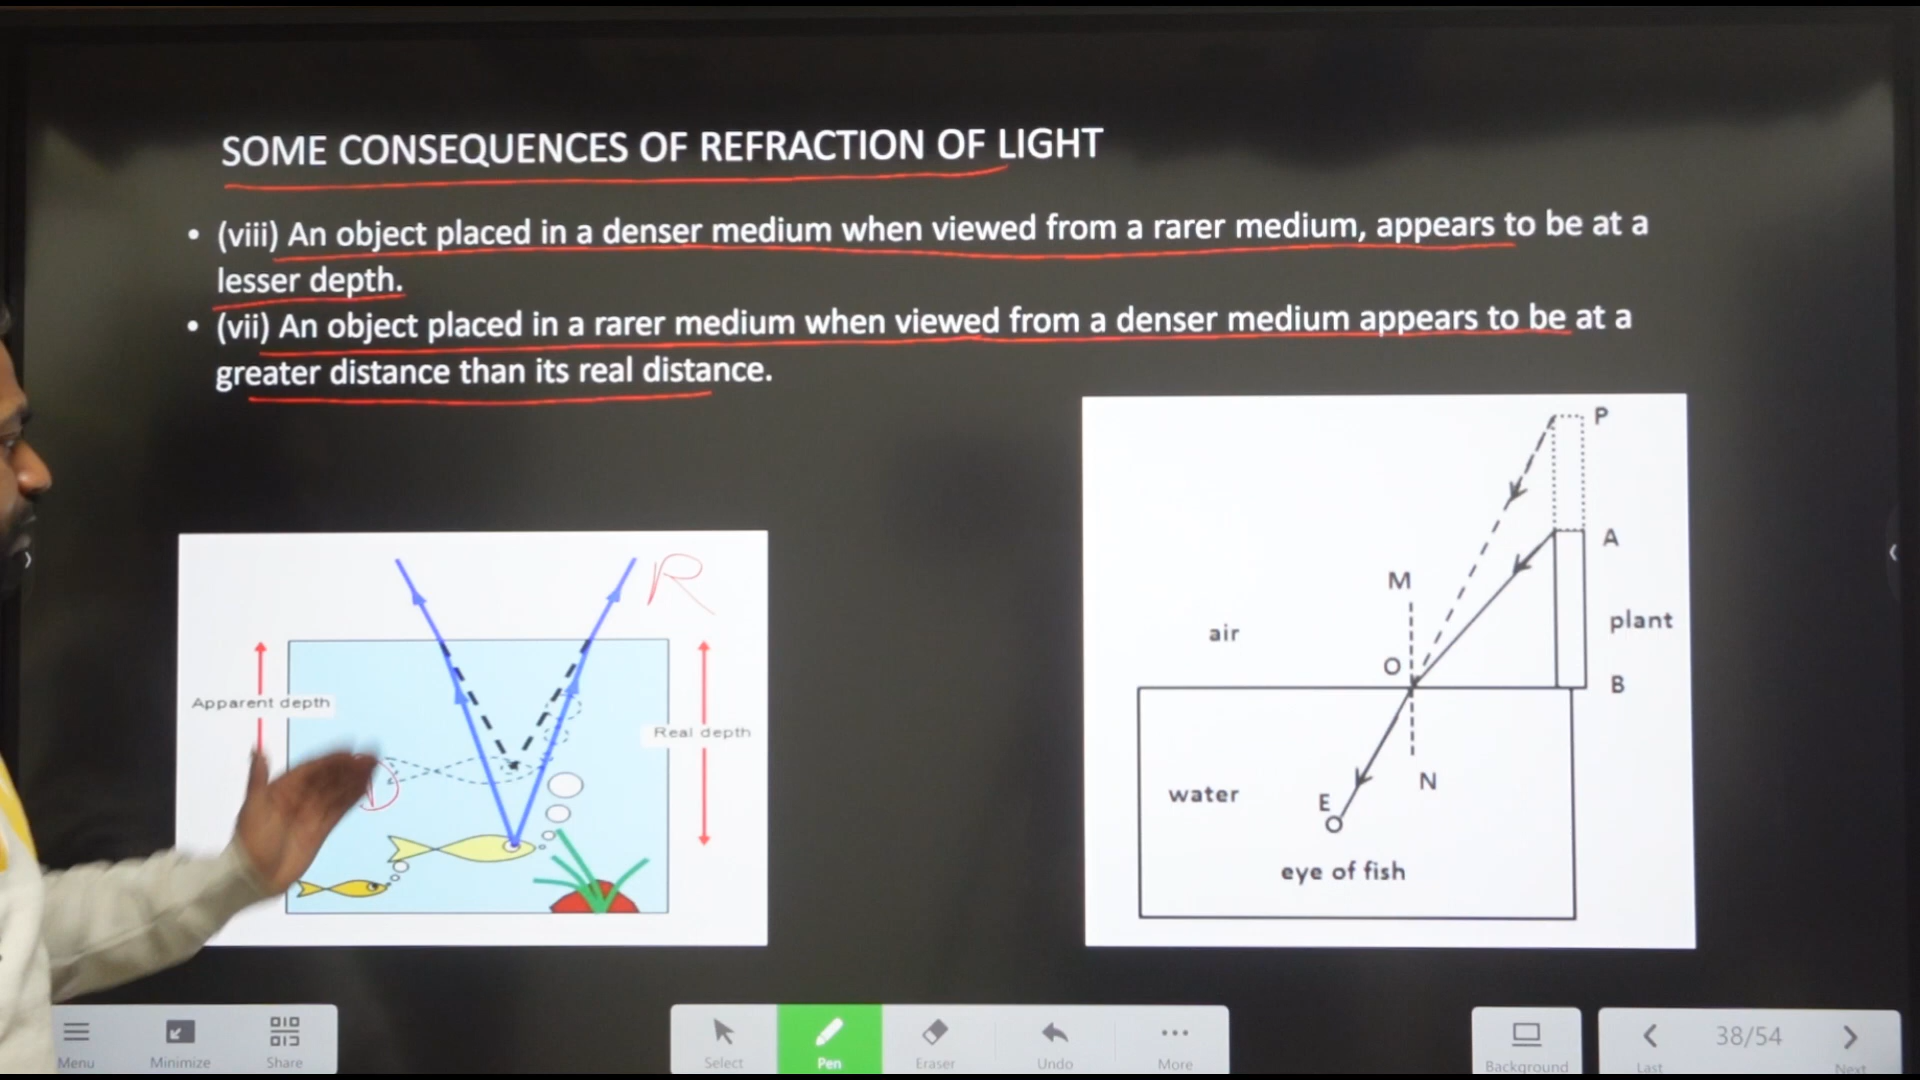 SOME CONSEQUENCES OF REFRACTION OF LIGHT
• (viii) An object placed in a denser medium when viewed from a rarer medium, appears to be at a
lesser depth.
• (vii) An object placed in a rarer medium when viewed from a denser medium appears to be at a
greater distance than its real distance.
R
Apparent depth
Real depth
D
P
A
M
plant
air
O
B
water
N
E
eye of fish
Menu
Minimize
Share
Select
Pen
Eraser
Undo
More
Background
38/54
Last
Next